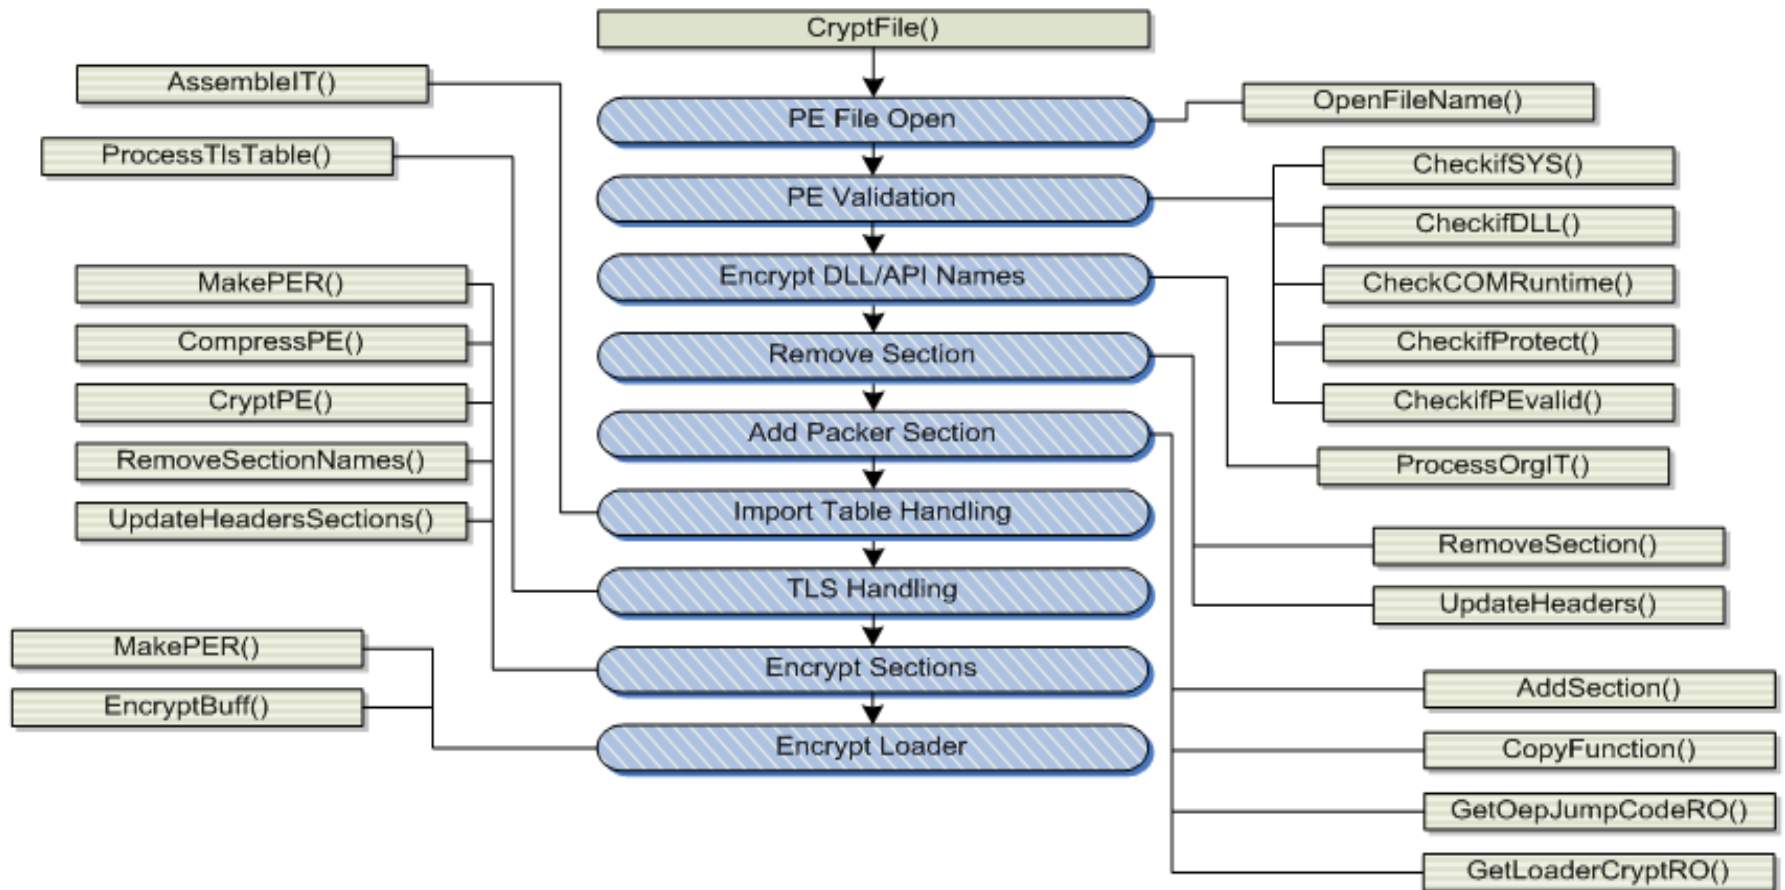 CryptFile()
AssembleIT()
PE File Open
OpenFileName()
ProcessTlsTable()
CheckifSYS()
PE Validation
CheckifDLL()
MakePER()
Encrypt DLL/API Names
CheckCOMRuntime()
CompressPE()
Remove Section
CheckifProtect()
CryptPE()
CheckifPEvalid()
Add Packer Section
RemoveSectionNames()
ProcessOrgIT()
UpdateHeadersSections()
Import Table Handling
RemoveSection()
TLS Handling
UpdateHeaders()
MakePER()
Encrypt Sections
AddSection()
EncryptBuff()
Encrypt Loader
CopyFunction()
GetOepJumpCodeRO()
GetLoaderCryptRO()